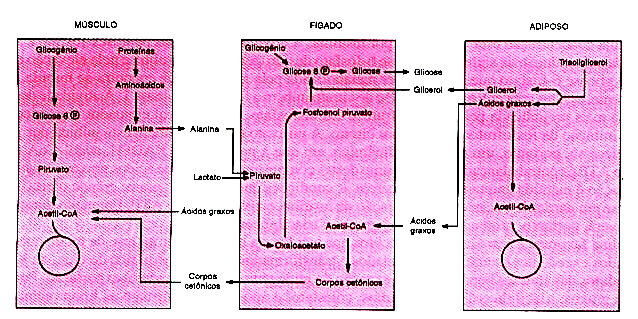 MÚSCULO
FIGADO
ADIPOSO
Glicogênio
Proteínas
Aminoácidos
Glicose 6 P
Alanina
Alanina
Piruvato
Lactato
Acetil-CoA
Ácidos graxos
Corpos
cetônicos
Glicogênio
Glicose 6 P
Glicose
Glicose
Glicerol
Fosfoenol piruvato
Piruvato
Oxaloacetato
Acetil-CoA
Corpos cetônicos
Ácidos
graxos
Triacilglicerol
Glicerol
Ácidos graxos
Acetil-CoA